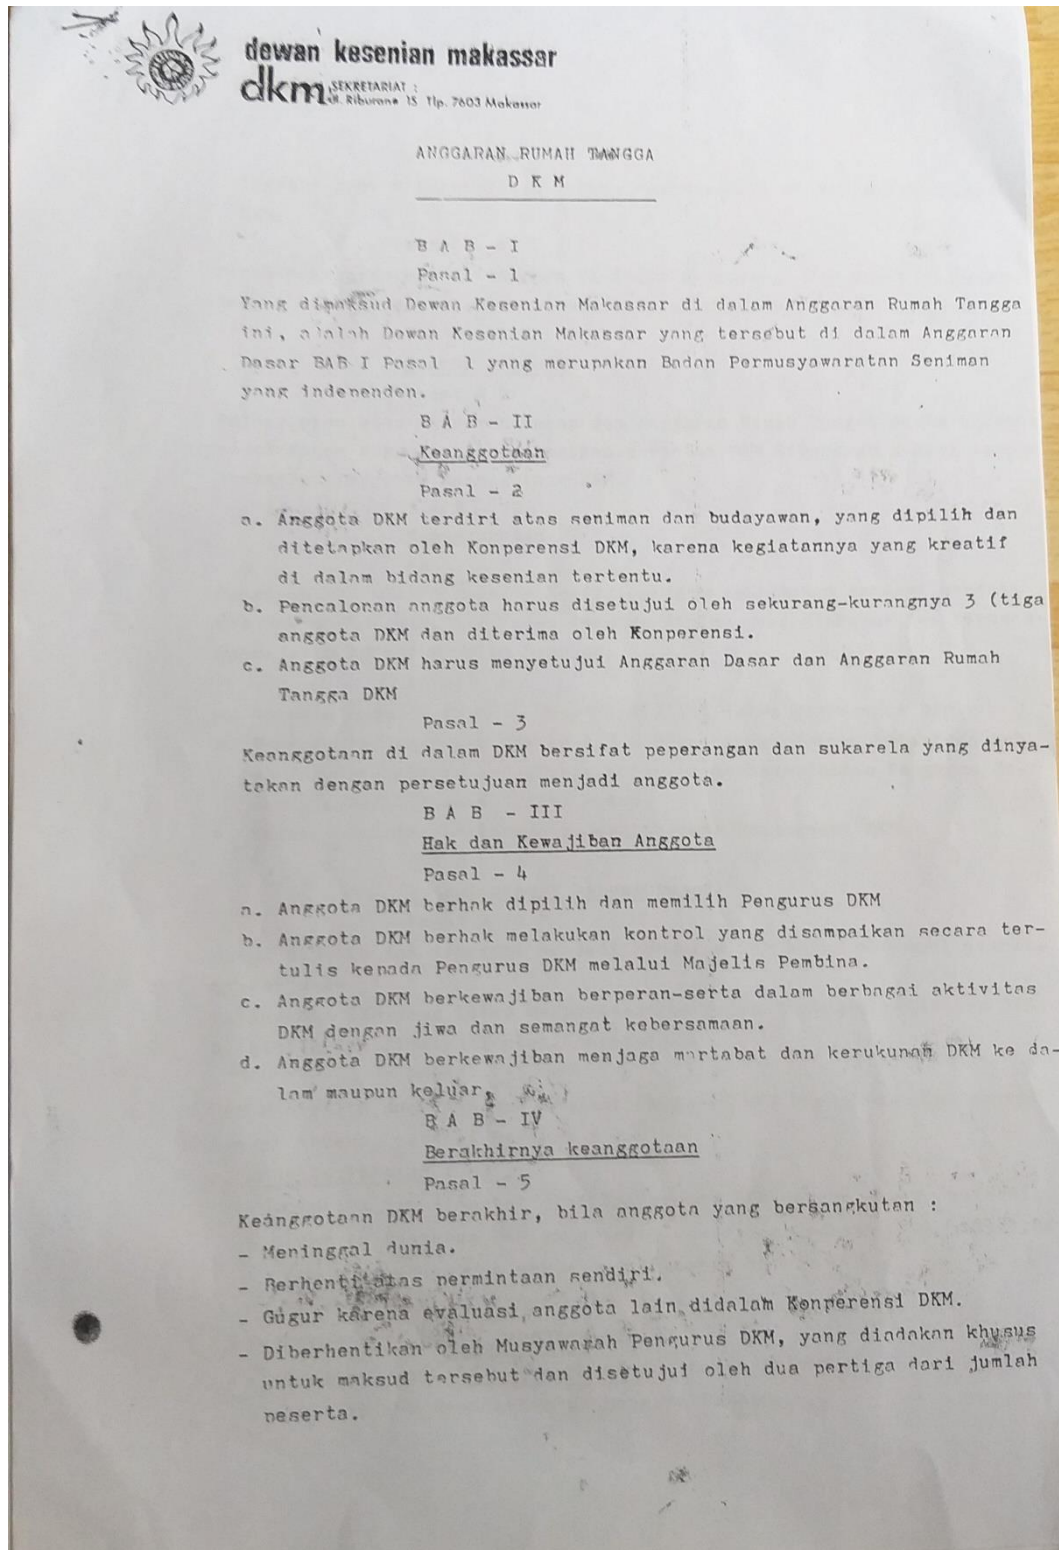 dewan kesenian makassar
dkm SEKRETARIAT :
Jl. Riburane 15 Tlp. 7603 Makassar
ANGGARAN RUMAH TANGGA
D K M
B A B - I
Pasal - 1
Yang dimaksud Dewan Kesenian Makassar di dalam Anggaran Rumah Tangga
ini, adalah Dewan Kesenian Makassar yang tersebut di dalam Anggaran
Dasar BAB I Pasal 1 yang merupakan Badan Permusyawaratan Seniman
yang independen.
B A B - II
Keanggotaan
Pasal - 2
a. Anggota DKM terdiri atas seniman dan budayawan, yang dipilih dan
ditetapkan oleh Konperensi DKM, karena kegiatannya yang kreatif
di dalam bidang kesenian tertentu.
b. Pencalonan anggota harus disetujui oleh sekurang-kurangnya 3 (tiga
anggota DKM dan diterima oleh Konperensi.
c. Anggota DKM harus menyetujui Anggaran Dasar dan Anggaran Rumah
Tangga DKM
Pasal - 3
Keanggotaan di dalam DKM bersifat peperangan dan sukarela yang dinya-
takan dengan persetujuan menjadi anggota.
B A B - III
Hak dan Kewajiban Anggota
Pasal - 4
a. Anggota DKM berhak dipilih dan memilih Pengurus DKM
b. Anggota DKM berhak melakukan kontrol yang disampaikan secara ter-
tulis kepada Pengurus DKM melalui Majelis Pembina.
c. Anggota DKM berkewajiban berperan-serta dalam berbagai aktivitas
DKM dengan jiwa dan semangat kebersamaan.
d. Anggota DKM berkewajiban menjaga martabat dan kerukunan DKM ke da-
lam maupun keluar.
B A B - IV
Berakhirnya keanggotaan
Pasal - 5
Keanggotaan DKM berakhir, bila anggota yang bersangkutan :
- Meninggal dunia.
- Berhenti atas permintaan sendiri.
- Gugur karena evaluasi anggota lain didalam Konperensi DKM.
- Diberhentikan oleh Musyawarah Pengurus DKM, yang diadakan khusus
untuk maksud tersebut dan disetujui oleh dua pertiga dari jumlah
peserta.